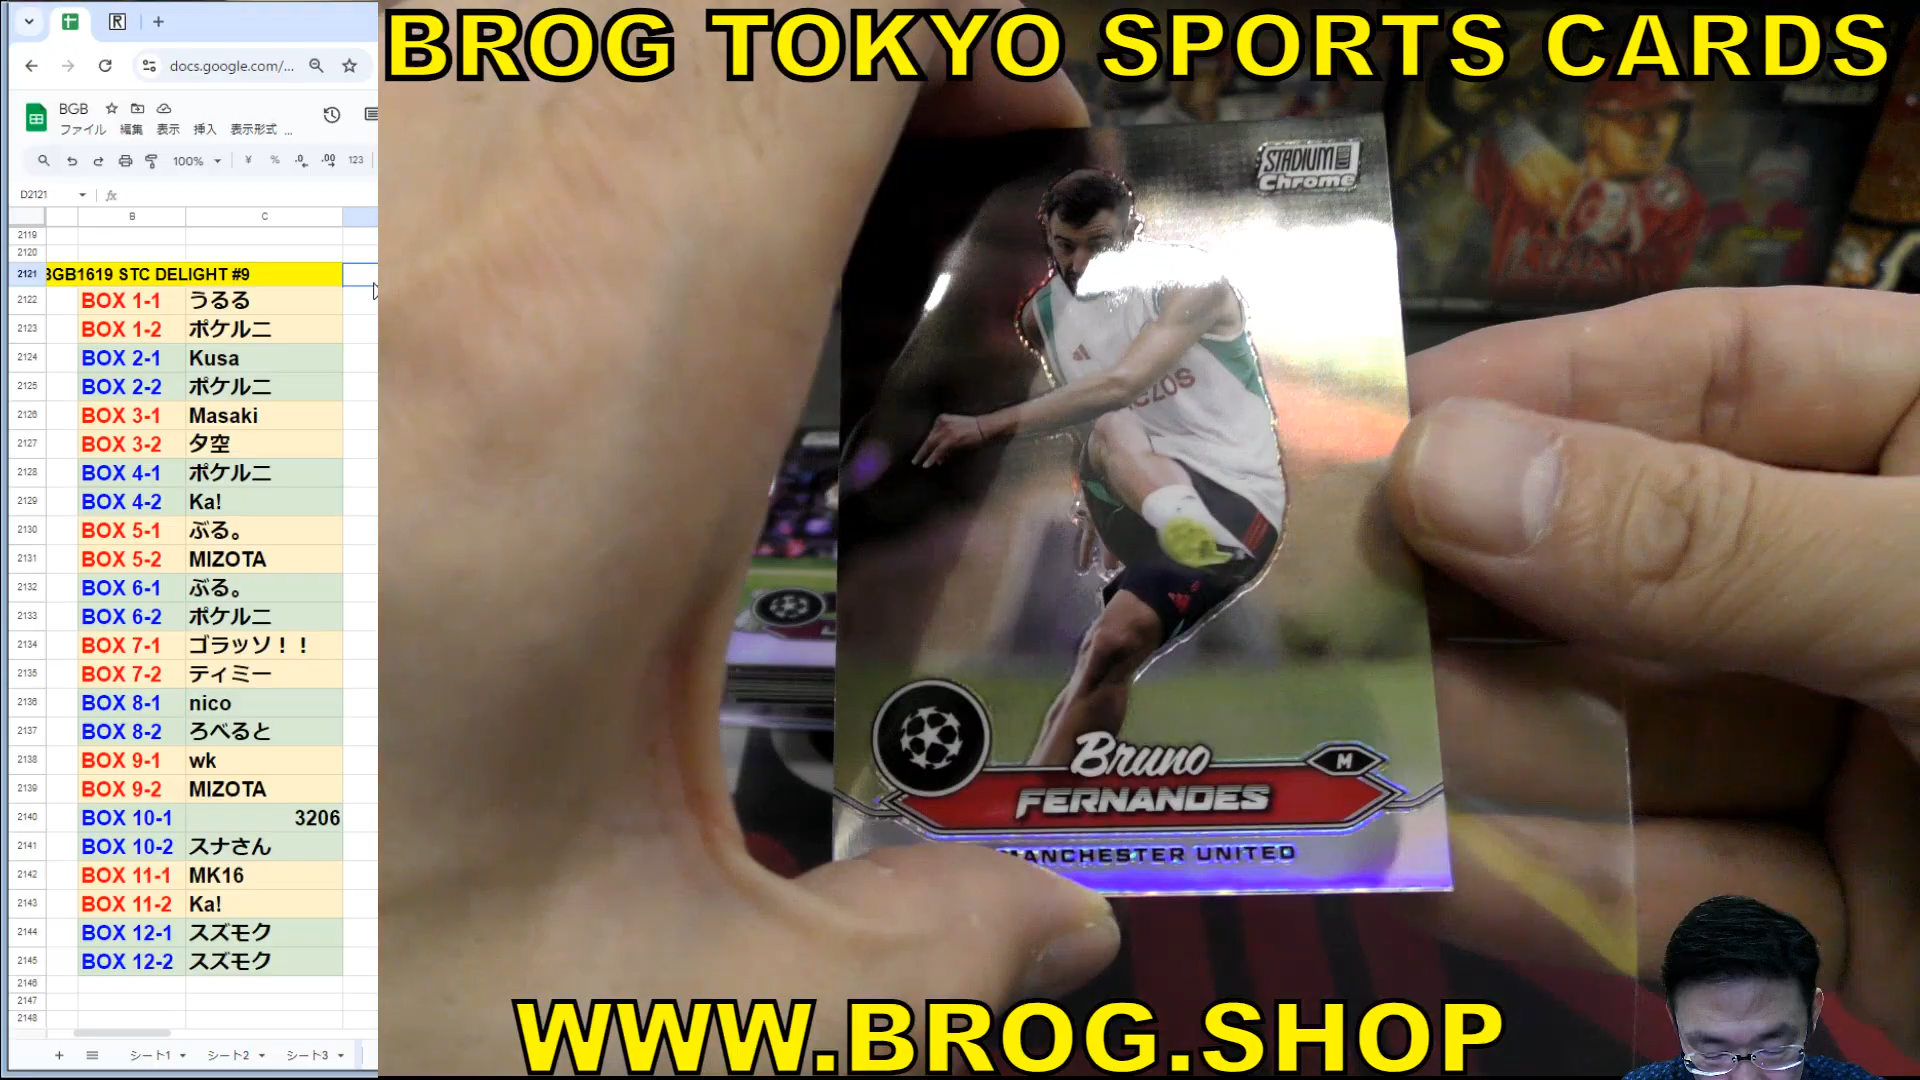 BROG TOKYO SPORTS CARDS
docs.google.com/...
BGB
ファイル 編集 表示 挿入 表示形式 ...
100% ¥ % .0 .00 123
D2121 fx
B C
2119
2120
2121 BGB1619 STC DELIGHT #9
2122 BOX 1-1 うるる
2123 BOX 1-2 ポケル二
2124 BOX 2-1 Kusa
2125 BOX 2-2 ポケル二
2126 BOX 3-1 Masaki
2127 BOX 3-2 夕空
2128 BOX 4-1 ポケル二
2129 BOX 4-2 Ka!
2130 BOX 5-1 ぶる。
2131 BOX 5-2 MIZOTA
2132 BOX 6-1 ぶる。
2133 BOX 6-2 ポケル二
2134 BOX 7-1 ゴラッソ！！
2135 BOX 7-2 ティミー
2136 BOX 8-1 nico
2137 BOX 8-2 ろべると
2138 BOX 9-1 wk
2139 BOX 9-2 MIZOTA
2140 BOX 10-1 3206
2141 BOX 10-2 スナさん
2142 BOX 11-1 MK16
2143 BOX 11-2 Ka!
2144 BOX 12-1 スズモク
2145 BOX 12-2 スズモク
2146
2147
2148
シート1 シート2 シート3
STADIUM
Chrome
Bruno
FERNANDES
M
MANCHESTER UNITED
WWW.BROG.SHOP